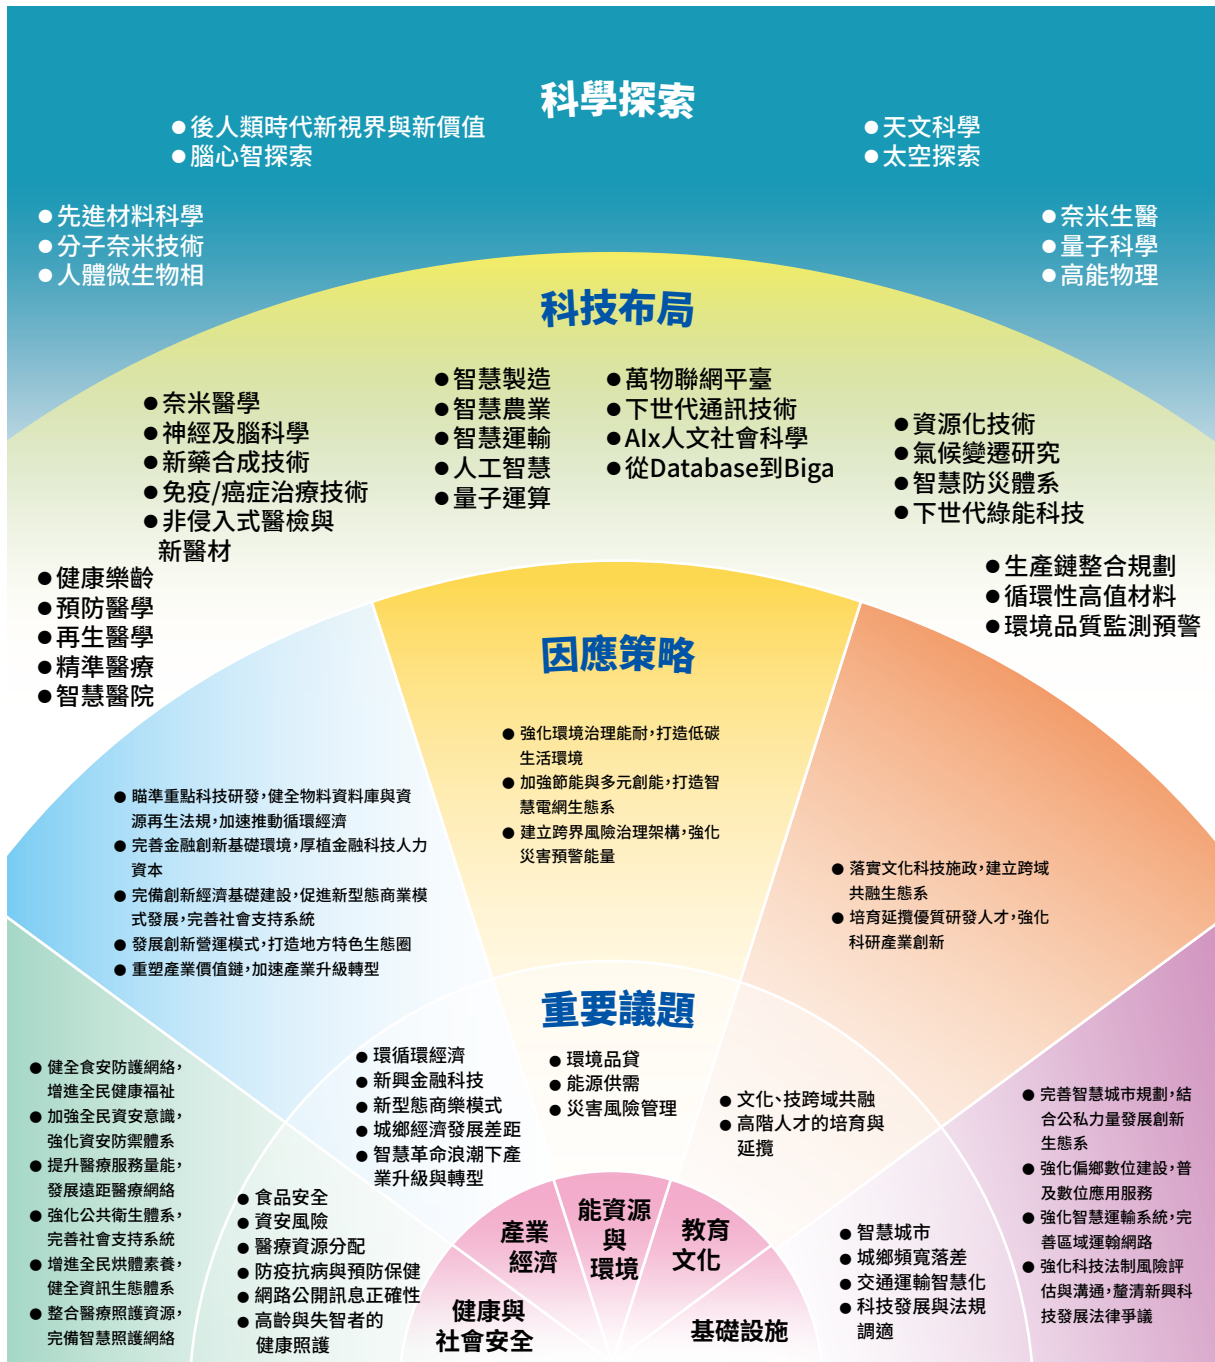 科學探索
●後人類時代新視界與新價值
●腦心智探索
●天文科學
●太空探索
●先進材料科學
●分子奈米技術
●人體微生物相
●奈米生醫
●量子科學
●高能物理
科技布局
●奈米醫學
●神經及腦科學
●新藥合成技術
●免疫/癌症治療技術
●非侵入式醫檢與
新醫材
●智慧製造
●智慧農業
●智慧運輸
●人工智慧
●量子運算
●萬物聯網平臺
●下世代通訊技術
●AIx人文社會科學
●從Database到Biga
●資源化技術
●氣候變遷研究
●智慧防災體系
●下世代綠能科技
●健康樂齡
●預防醫學
●再生醫學
●精準醫療
●智慧醫院
●生產鏈整合規劃
●循環性高值材料
●環境品質監測預警
因應策略
● 強化環境治理能耐，打造低碳
生活環境
● 加強節能與多元創能，打造智
慧電網生態系
● 建立跨界風險治理架構，強化
災害預警能量
● 瞄準重點科技研發，健全物料資料庫與資
源再生法規，加速推動循環經濟
● 完善金融創新基礎環境，厚植金融科技人力
資本
● 完備創新經濟基礎建設，促進新型態商業模
式發展，完善社會支持系統
● 發展創新營運模式，打造地方特色生態圈
● 重塑產業價值鏈，加速產業升級轉型
● 落實文化科技施政，建立跨域
共融生態系
● 培育延攬優質研發人才，強化
科研產業創新
● 健全食安防護網絡，
增進全民健康福祉
● 加強全民資安意識，
強化資安防禦體系
● 提升醫療服務量能，
發展遠距醫療網絡
● 強化公共衛生體系，
完善社會支持系統
● 增進全民烘體素養，
健全資訊生態體系
● 整合醫療照護資源，
完備智慧照護網絡
● 完善智慧城市規劃，結
合公私力量發展創新
生態系
● 強化偏鄉數位建設，普
及數位應用服務
● 強化智慧運輸系統，完
善區域運翰網路
● 強化科技法制風險評
估與溝通，釐清新興科
技發展法律爭議
重要議題
● 環循環經濟
● 新興金融科技
● 新型態商樂模式
● 城鄉經濟發展差距
● 智慧革命浪潮下產
業升級與轉型
● 環境品貸
● 能源供需
● 災害風險管理
● 文化、技跨域共融
● 高階人才的培育與
延攬
● 食品安全
● 資安風險
● 醫療資源分配
● 防疫抗病與預防保健
● 網路公開訊息正確性
● 高齡與失智者的
健康照護
● 智慧城市
● 城鄉頻寬落差
● 交通運輸智慧化
● 科技發展與法規
調適
產業
經濟
能資源
與
環境
教育
文化
健康與
社會安全
基礎設施